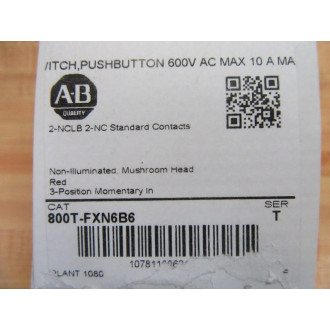 ITCH,PUSHBUTTON 600V AC MAX 10 A MA
A-B
QUALITY
2-NCLB 2-NC Standard Contacts
Non-Illuminated, Mushroom Head
Red
3-Position Momentary in
CAT
SER
800T-FXN6B6
T
PLANT 1080